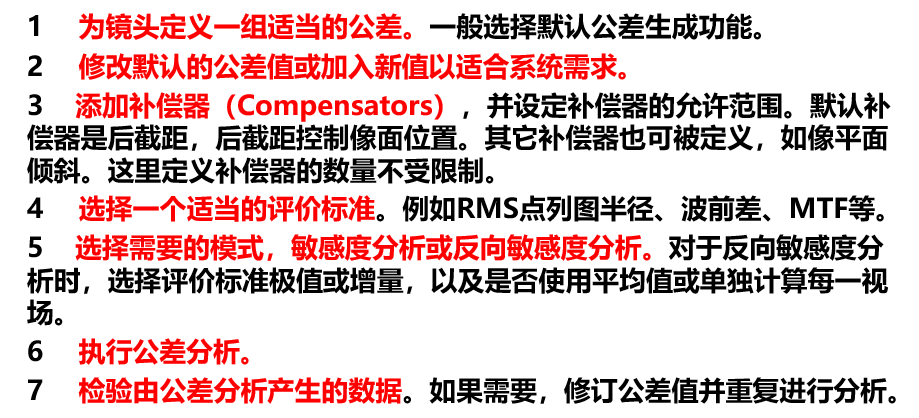 1 为镜头定义一组适当的公差。一般选择默认公差生成功能。
2 修改默认的公差值或加入新值以适合系统需求。
3 添加补偿器（Compensators），并设定补偿器的允许范围。默认补
偿器是后截距，后截距控制像面位置。其它补偿器也可被定义，如像平面
倾斜。这里定义补偿器的数量不受限制。
4 选择一个适当的评价标准。例如RMS点列图半径、波前差、MTF等。
5 选择需要的模式，敏感度分析或反向敏感度分析。对于反向敏感度分
析时，选择评价标准极值或增量，以及是否使用平均值或单独计算每一视
场。
6 执行公差分析。
7 检验由公差分析产生的数据。如果需要，修订公差值并重复进行分析。